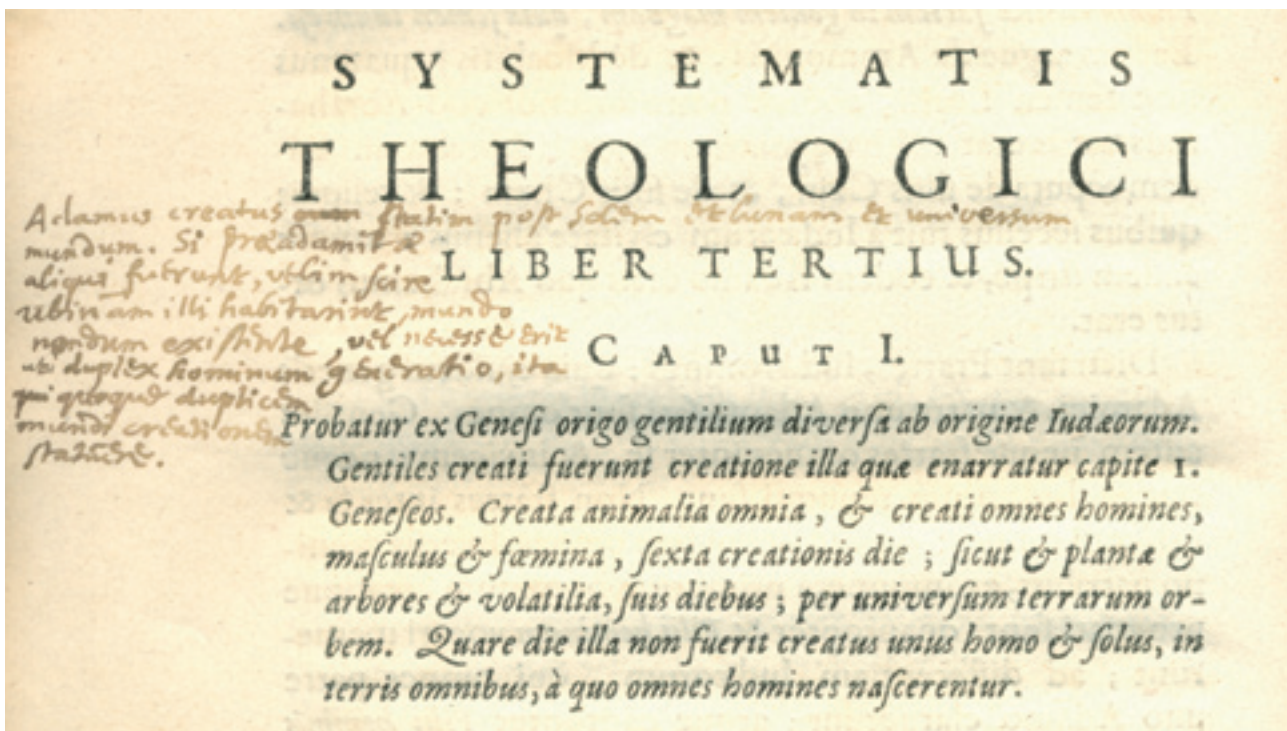 SYSTEMATIS
THEOLOGICI
Adamus creatus statim post Solem et lunam et universum
mundum. Si præadamitæ
aliqui fuerunt, velim scire
LIBER TERTIUS.
ubinam illi habitarint, mundo
nondum existente, vel necesse erit
CAPUT I.
uti duplex hominum generatio, ita
quoque duplicem
mundi creationem
statuere.
Probatur ex Genesi origo gentilium diversa ab origine Iudæorum.
Gentiles creati fuerunt creatione illa quæ enarratur capite 1.
Geneseos. Creata animalia omnia, & creati omnes homines,
masculus & fœmina, sexta creationis die; sicut & plantæ &
arbores & volatilia, suis diebus; per universum terrarum or-
bem. Quare die illa non fuerit creatus unus homo & solus, in
terris omnibus, à quo omnes homines nascerentur.